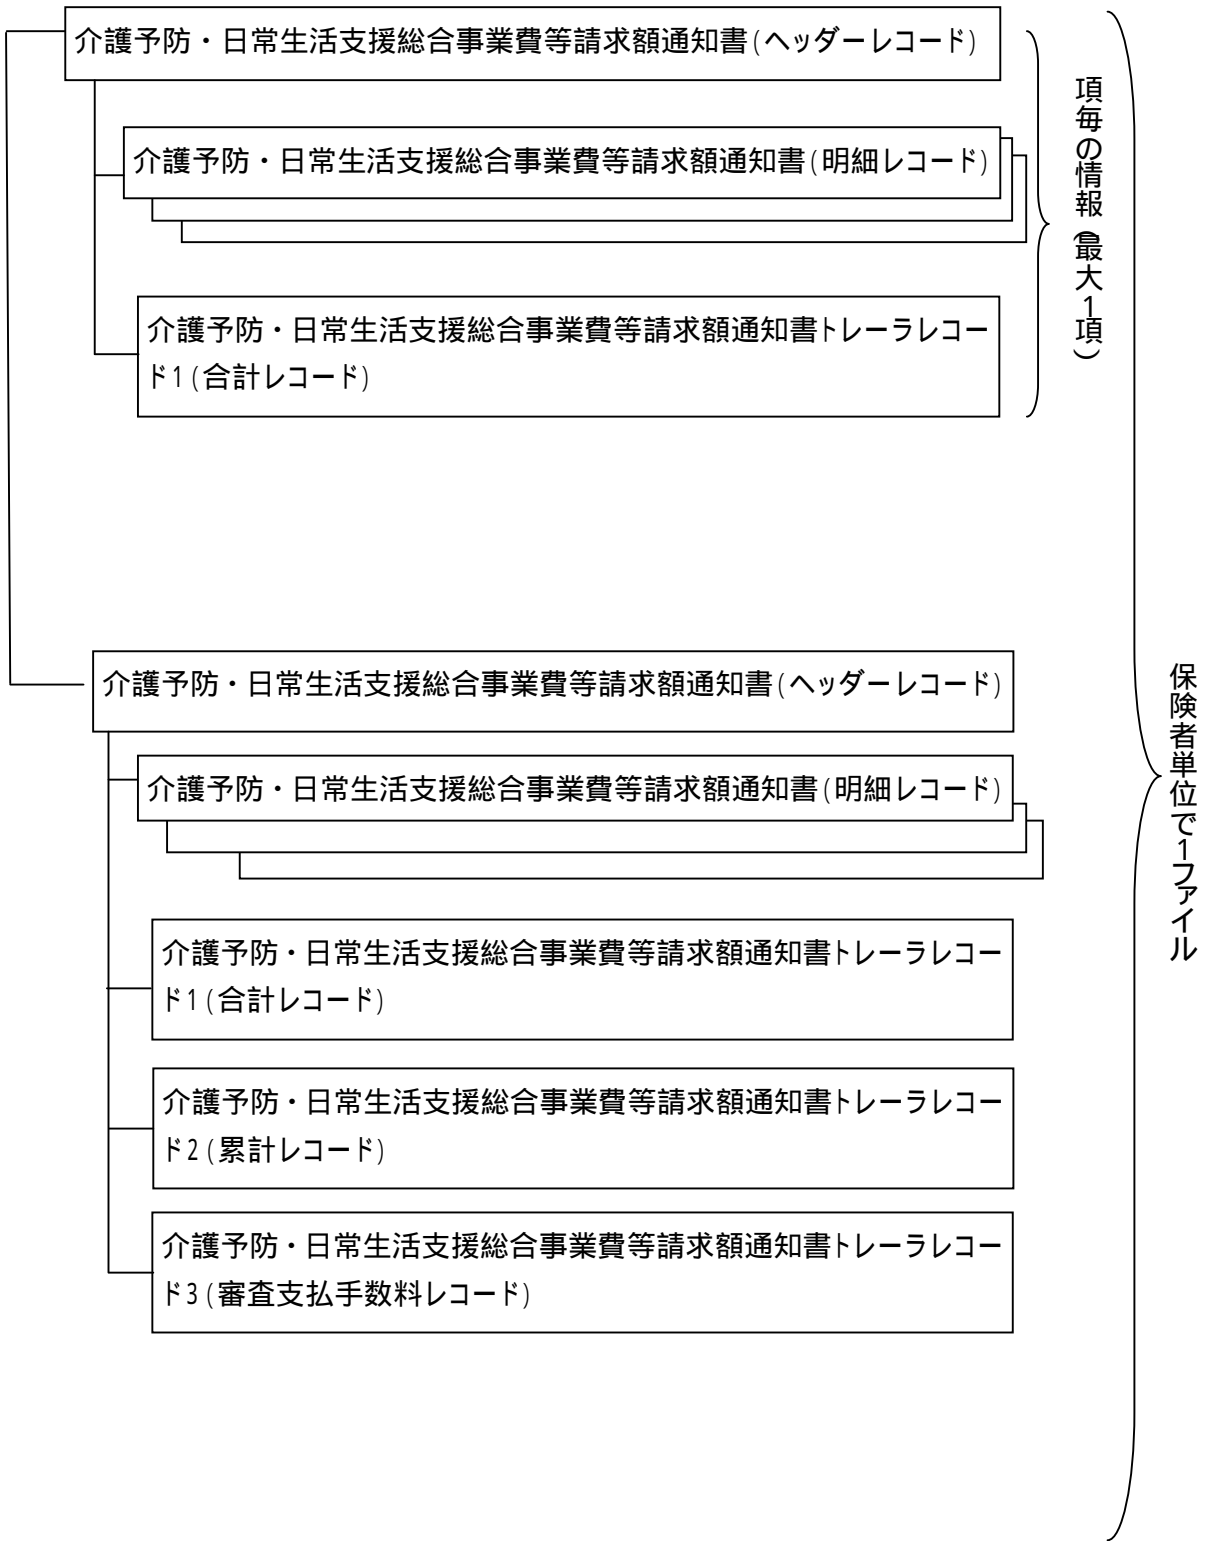 介護予防・日常生活支援総合事業費等請求額通知書(ヘッダーレコード)
介護予防・日常生活支援総合事業費等請求額通知書(明細レコード)
介護予防・日常生活支援総合事業費等請求額通知書トレーラレコー
ド1(合計レコード)
項毎の情報(最大1項)
介護予防・日常生活支援総合事業費等請求額通知書(ヘッダーレコード)
介護予防・日常生活支援総合事業費等請求額通知書(明細レコード)
介護予防・日常生活支援総合事業費等請求額通知書トレーラレコー
ド1(合計レコード)
介護予防・日常生活支援総合事業費等請求額通知書トレーラレコー
ド2(累計レコード)
介護予防・日常生活支援総合事業費等請求額通知書トレーラレコー
ド3(審査支払手数料レコード)
保険者単位で1ファイル